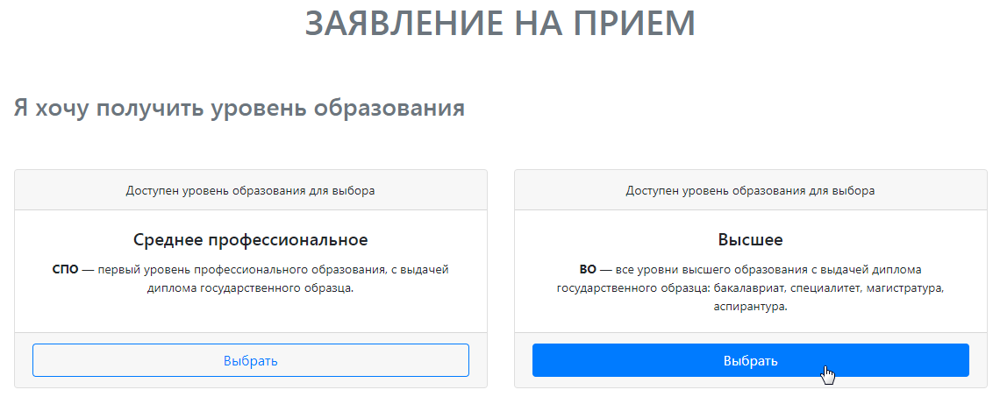 ЗАЯВЛЕНИЕ НА ПРИЕМ
Я хочу получить уровень образования
Доступен уровень образования для выбора
Среднее профессиональное
СПО — первый уровень профессионального образования, с выдачей
диплома государственного образца.
Выбрать
Доступен уровень образования для выбора
Высшее
ВО — все уровни высшего образования с выдачей диплома
государственного образца: бакалавриат, специалитет, магистратура,
аспирантура.
Выбрать